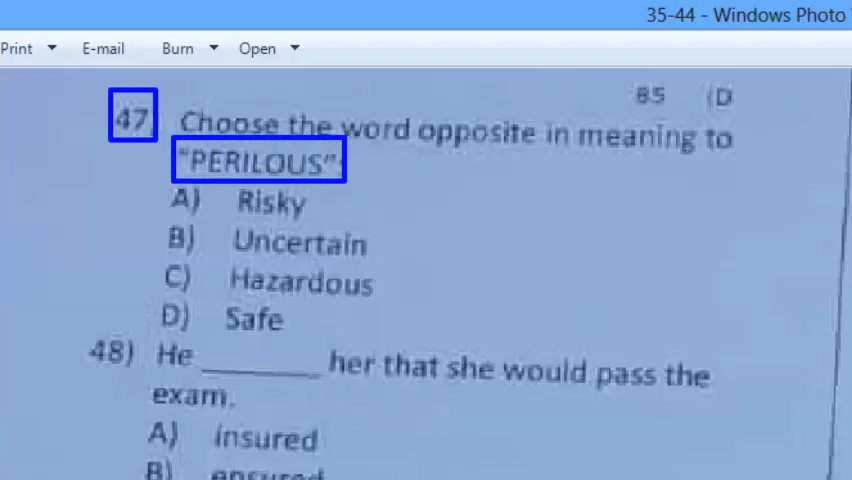 35-44 - Windows Photo
Print E-mail Burn Open
85 (D
47. Choose the word opposite in meaning to
"PERILOUS":
A) Risky
B) Uncertain
C) Hazardous
D) Safe
48) He ________ her that she would pass the
exam.
A) insured
B) ensured